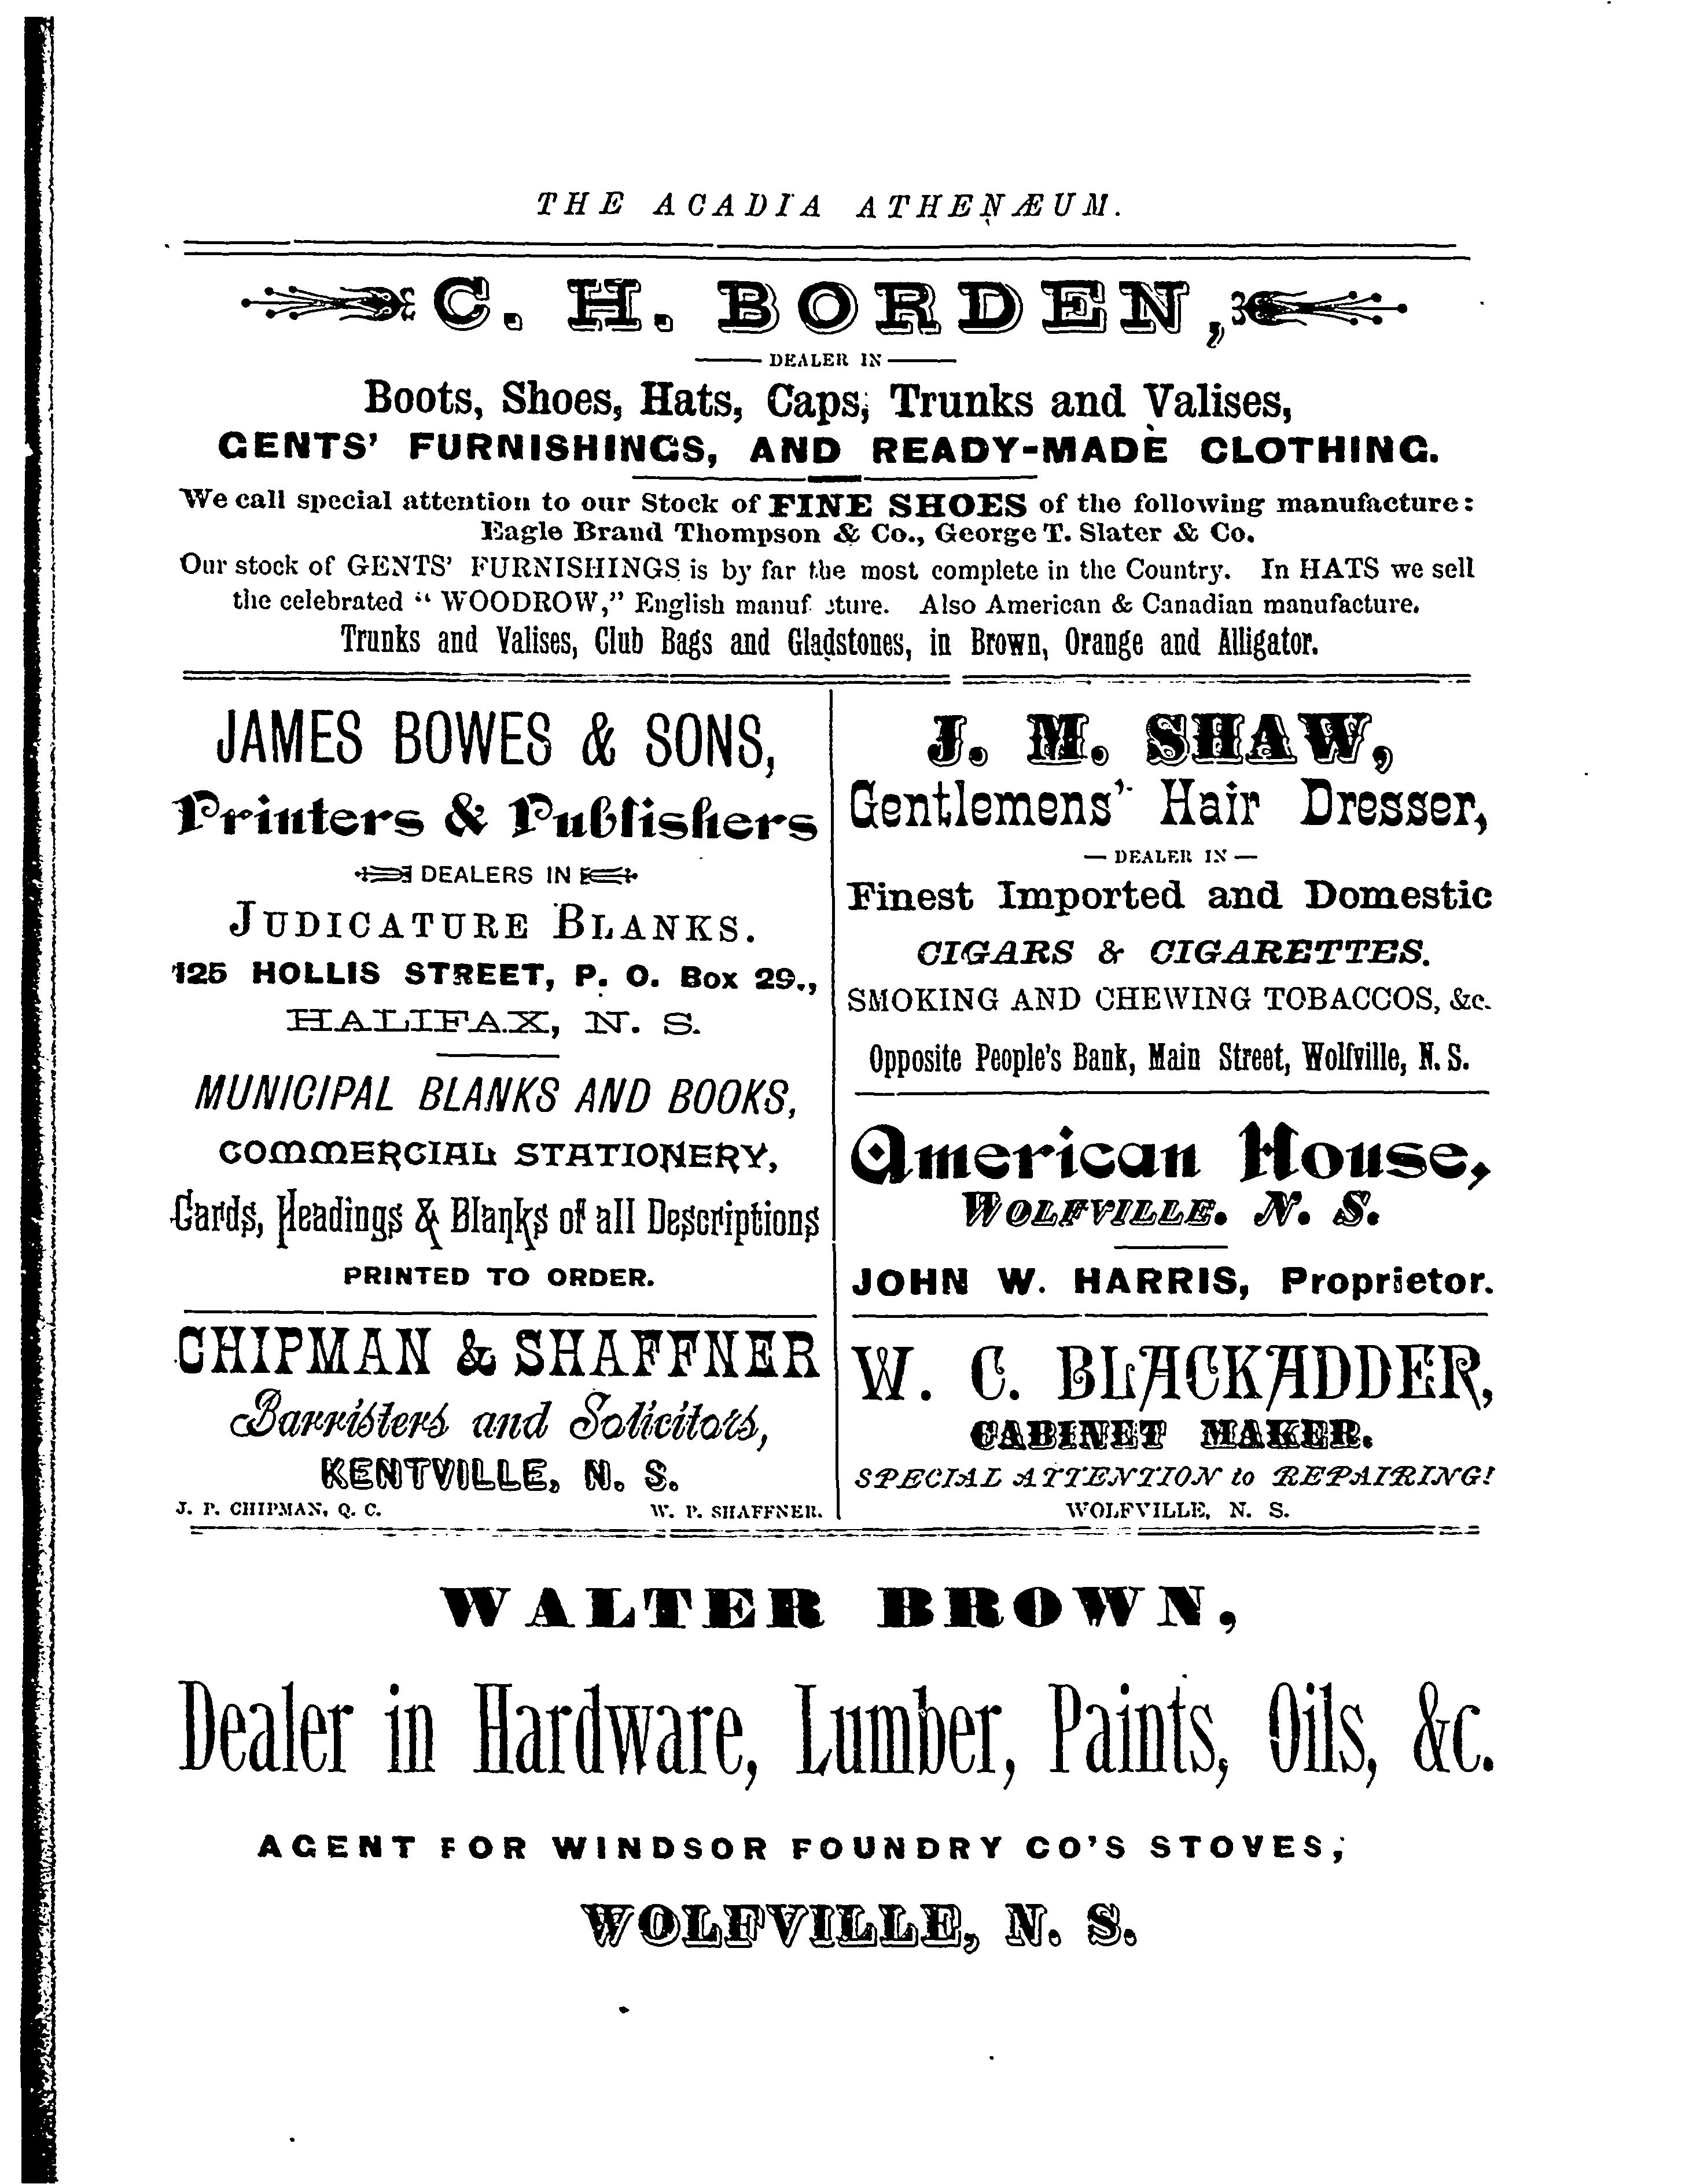 THE ACADIA ATHENÆUM.
C. H. BORDEN,
DEALER IN
Boots, Shoes, Hats, Caps, Trunks and Valises,
GENTS' FURNISHINGS, AND READY-MADE CLOTHING.
We call special attention to our Stock of FINE SHOES of the following manufacture:
Eagle Brand Thompson & Co., George T. Slater & Co.
Our stock of GENTS' FURNISHINGS is by far the most complete in the Country. In HATS we sell
the celebrated "WOODROW," English manuf cture. Also American & Canadian manufacture.
Trunks and Valises, Club Bags and Gladstones, in Brown, Orange and Alligator.
JAMES BOWES & SONS,
Printers & Publishers
DEALERS IN
JUDICATURE BLANKS.
125 HOLLIS STREET, P. O. Box 29.,
HALIFAX, N. S.
MUNICIPAL BLANKS AND BOOKS,
COMMERCIAL STATIONERY,
Cards, Headings & Blanks of all Descriptions
PRINTED TO ORDER.
CHIPMAN & SHAFFNER
Barristers and Solicitors,
KENTVILLE, N. S.
J. P. CHIPMAN, Q. C. W. P. SHAFFNER.
J. M. SHAW,
Gentlemens' Hair Dresser,
— DEALER IN —
Finest Imported and Domestic
CIGARS & CIGARETTES.
SMOKING AND CHEWING TOBACCOS, &c.
Opposite People's Bank, Main Street, Wolfville, N. S.
American House,
WOLFVILLE. N. S.
JOHN W. HARRIS, Proprietor.
W. C. BLACKADDER,
CABINET MAKER.
SPECIAL ATTENTION to REPAIRING!
WOLFVILLE, N. S.
WALTER BROWN,
Dealer in Hardware, Lumber, Paints, Oils, &c.
AGENT FOR WINDSOR FOUNDRY CO'S STOVES,
WOLFVILLE, N. S.